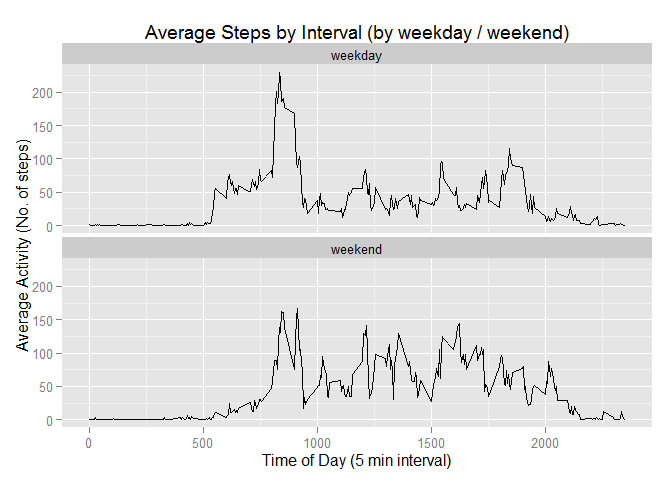 Average Steps by Interval (by weekday / weekend)
weekday
200
150
100
50
0
weekend
200
150
100
50
0
Average Activity (No. of steps)
0 500 1000 1500 2000
Time of Day (5 min interval)